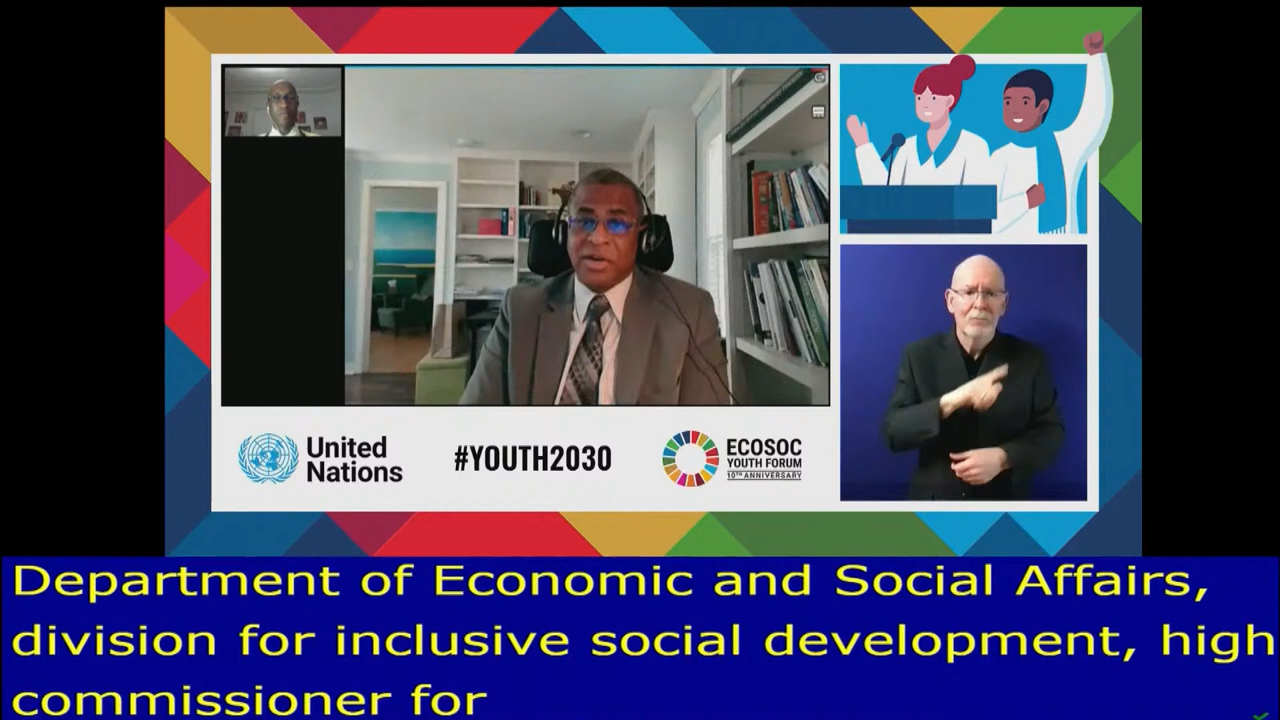 United
Nations
#YOUTH2030
ECOSOC
YOUTH FORUM
10TH ANNIVERSARY
Department of Economic and Social Affairs,
division for inclusive social development, high
commissioner for